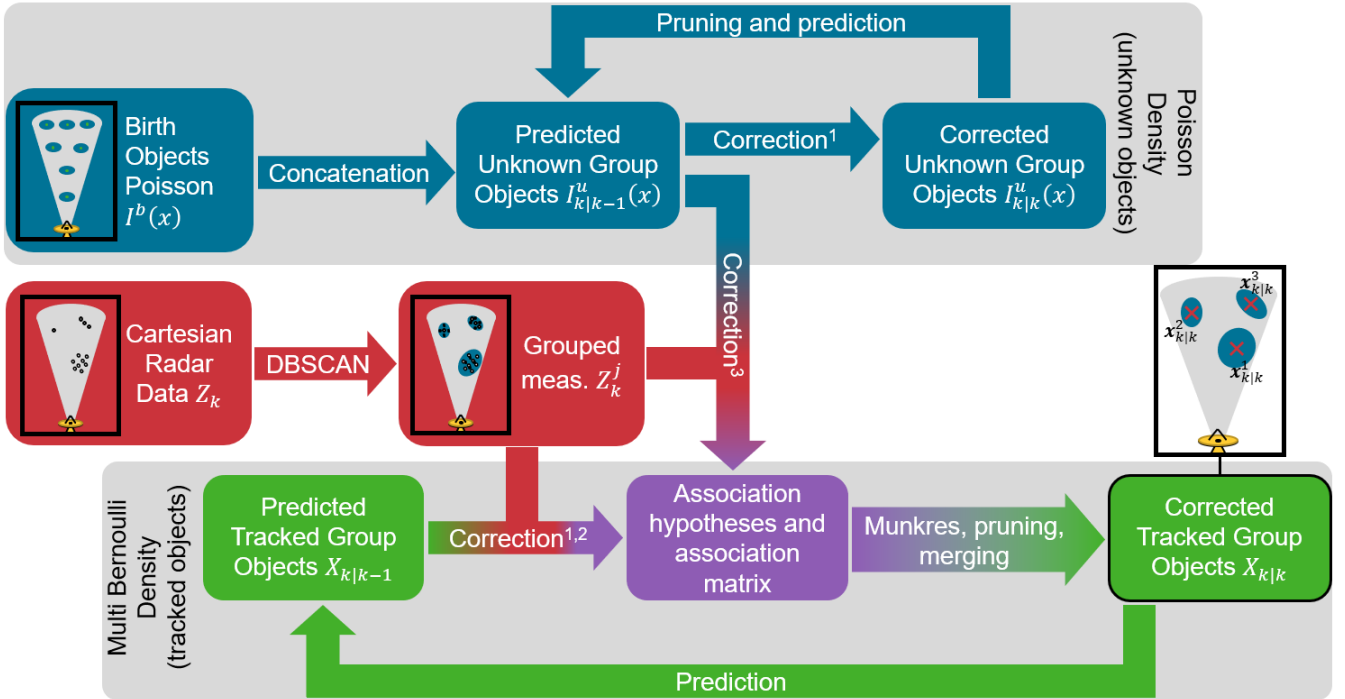 Pruning and prediction
Birth
Objects
Poisson
I^b(x)
Concatenation
Predicted
Unknown Group
Objects I^u_{k|k−1}(x)
Correction¹
Corrected
Unknown Group
Objects I^u_{k|k}(x)
Poisson
Density
(unknown objects)
Correction³
Cartesian
Radar
Data Z_k
DBSCAN
Grouped
meas. Z^j_k
x^3_{k|k}
x^2_{k|k}
x^1_{k|k}
Multi Bernoulli
Density
(tracked objects)
Predicted
Tracked Group
Objects X_{k|k−1}
Correction^{1,2}
Association
hypotheses and
association
matrix
Munkres, pruning,
merging
Corrected
Tracked Group
Objects X_{k|k}
Prediction